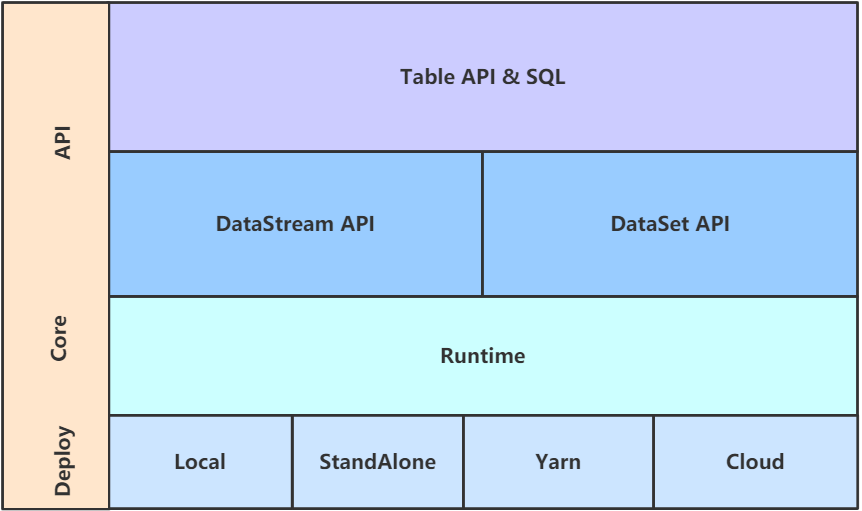 API
Table API & SQL
DataStream API
DataSet API
Core
Runtime
Deploy
Local
StandAlone
Yarn
Cloud